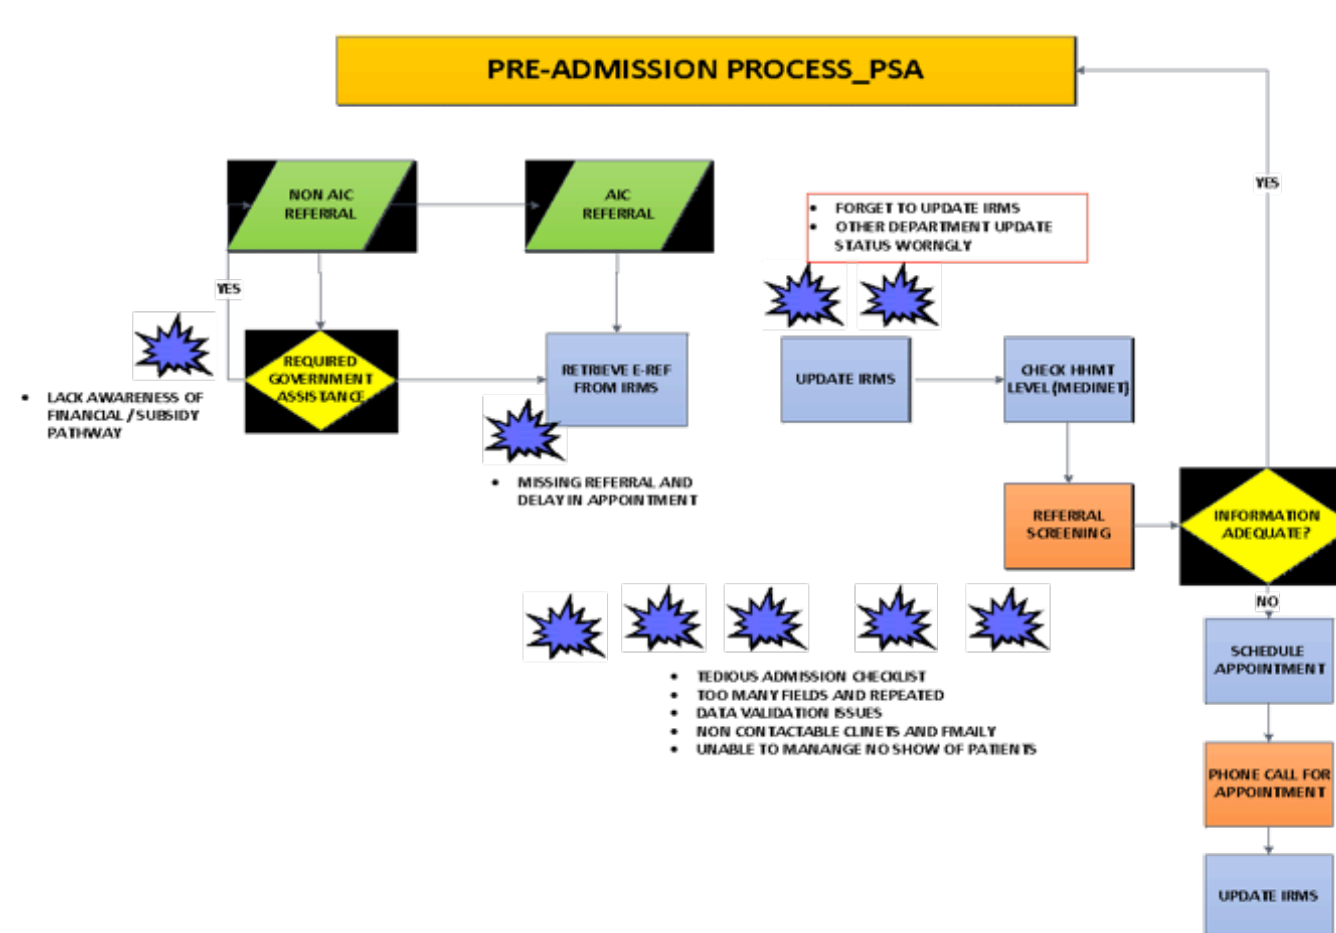 PRE-ADMISSION PROCESS_PSA
NON AIC
REFERRAL
AIC
REFERRAL
YES
• FORGET TO UPDATE IRMS
• OTHER DEPARTMENT UPDATE
STATUS WORNGLY
YES
• LACK AWARENESS OF
FINANCIAL / SUBSIDY
PATHWAY
REQUIRED
GOVERNMENT
ASSISTANCE
RETRIEVE E-REF
FROM IRMS
• MISSING REFERRAL AND
DELAY IN APPOINTMENT
UPDATE IRMS
CHECK HHMT
LEVEL (MEDINET)
REFERRAL
SCREENING
INFORMATION
ADEQUATE?
NO
• TEDIOUS ADMISSION CHECKLIST
• TOO MANY FIELDS AND REPEATED
• DATA VALIDATION ISSUES
• NON CONTACTABLE CLINETS AND FMAILY
• UNABLE TO MANANGE NO SHOW OF PATIENTS
SCHEDULE
APPOINTMENT
PHONE CALL FOR
APPOINTMENT
UPDATE IRMS